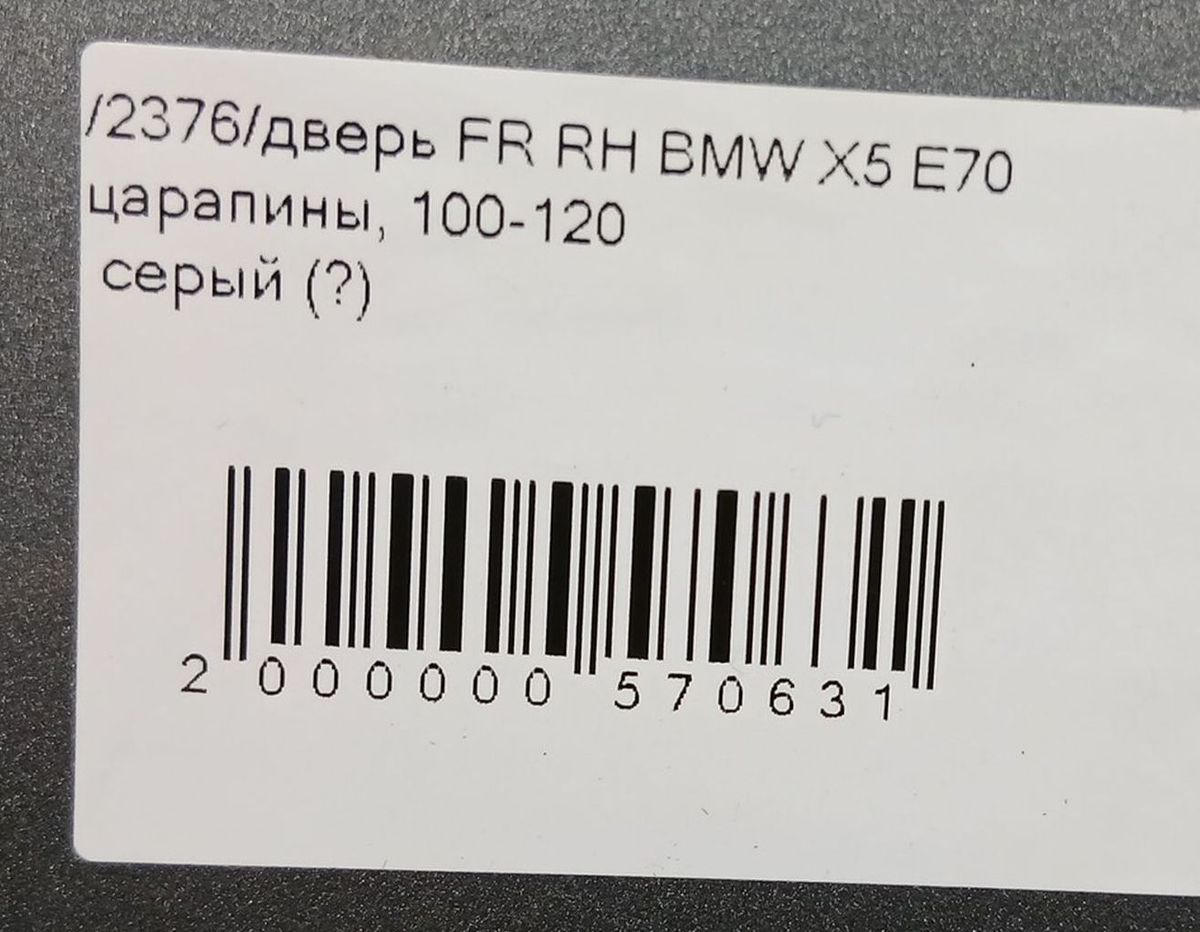 /2376/дверь FR RH BMW X5 E70
царапины, 100-120
серый (?)
2 000000 570631